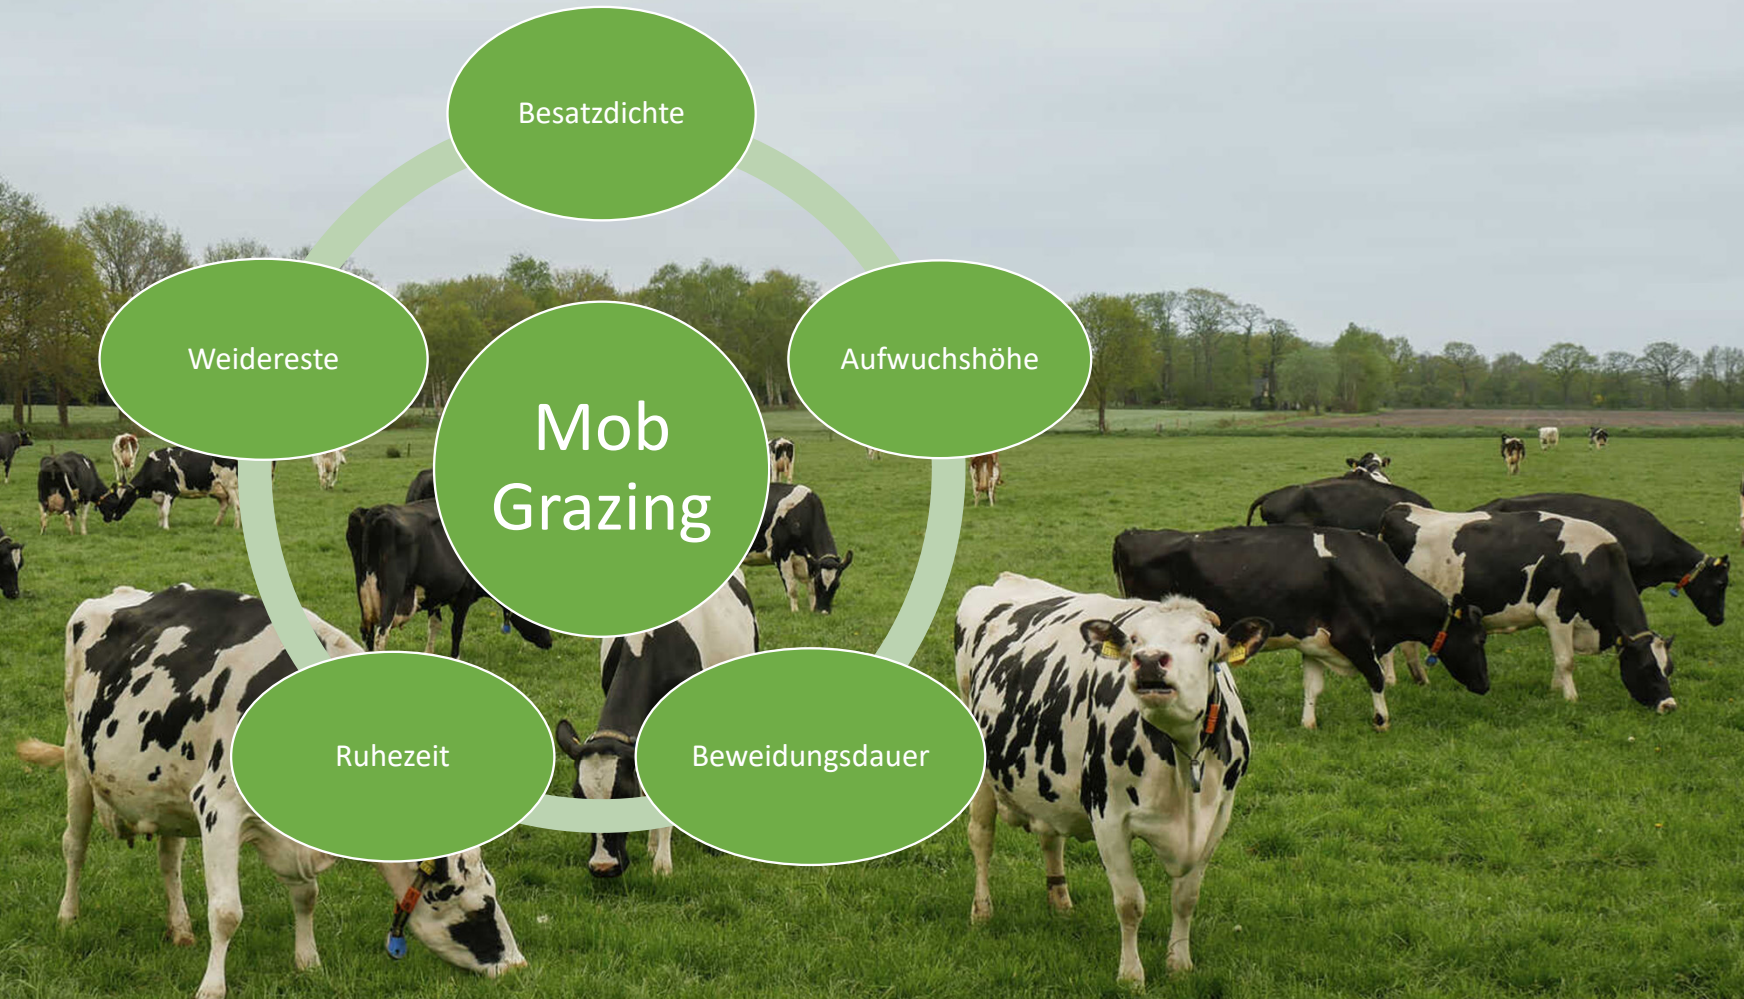 Besatzdichte
Weidereste
Aufwuchshöhe
Mob
Grazing
Ruhezeit
Beweidungsdauer